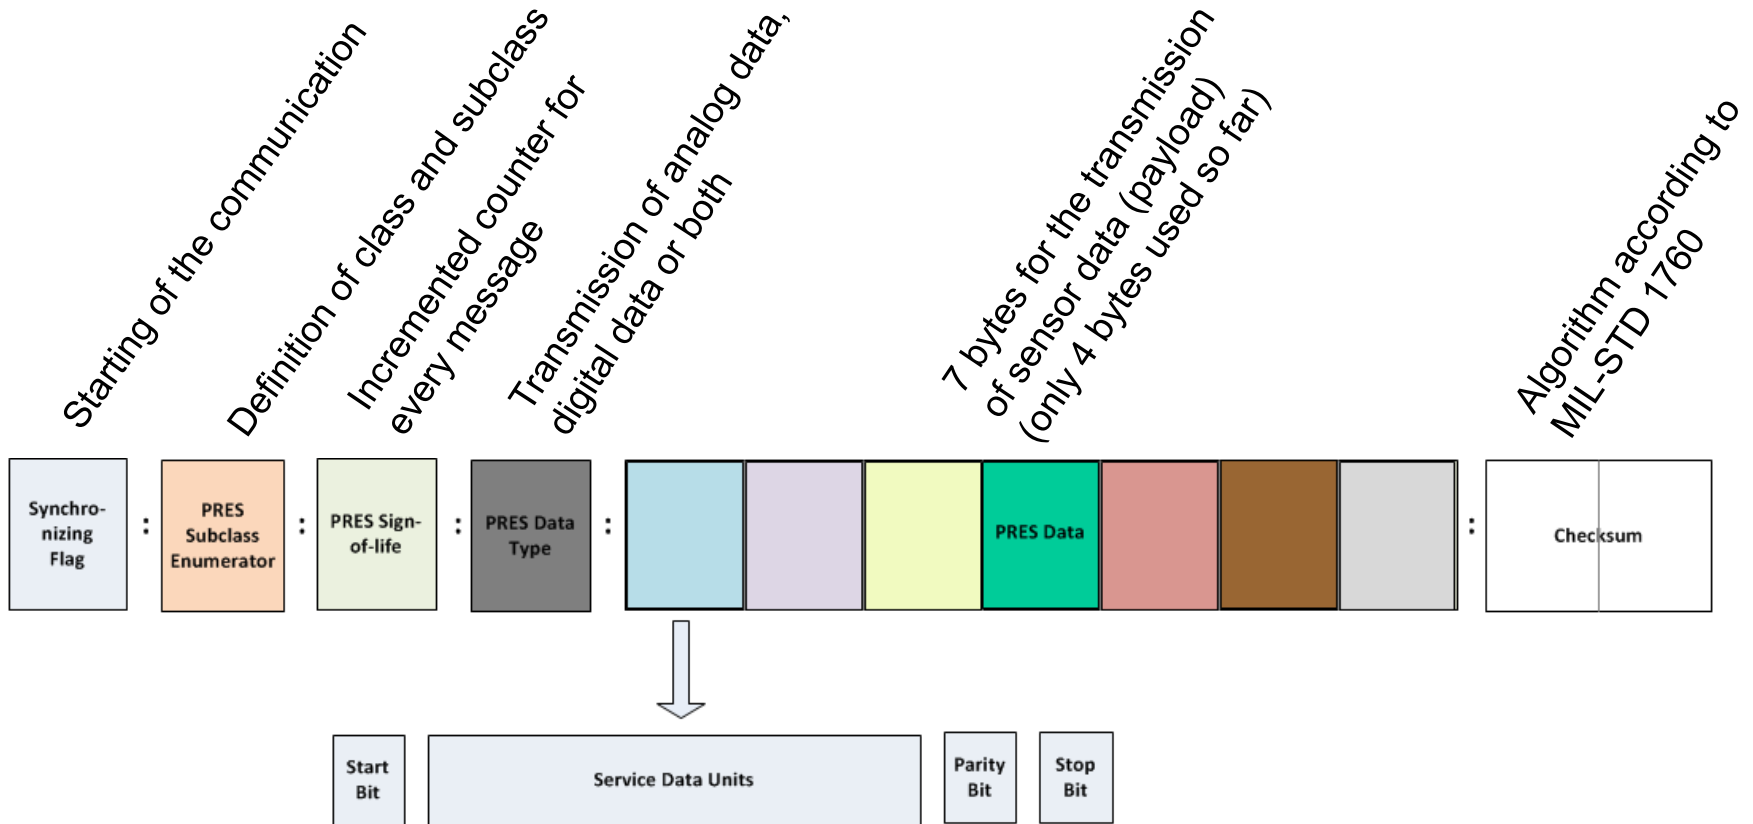 Starting of the communication
Definition of class and subclass
Incremented counter for
every message
Transmission of analog data,
digital data or both
7 bytes for the transmission
of sensor data (payload)
(only 4 bytes used so far)
Algorithm according to
MIL-STD 1760
Synchro-
nizing
Flag
:
PRES
Subclass
Enumerator
:
PRES Sign-
of-life
:
PRES Data
Type
:
PRES Data
:
Checksum
Start
Bit
Service Data Units
Parity
Bit
Stop
Bit